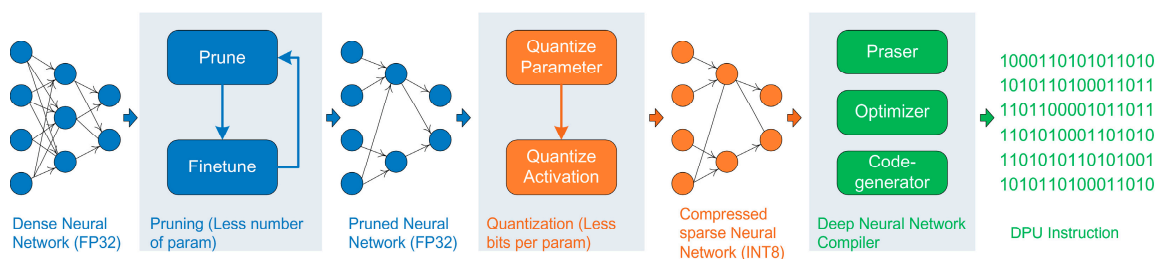 Prune
Finetune
Quantize
Parameter
Quantize
Activation
Praser
Optimizer
Code-
generator
1000110101011010
1010110100011011
1101100001011011
1101010001101010
1101010110101001
1010110100011010
Dense Neural
Network (FP32)
Pruning (Less number
of param)
Pruned Neural
Network (FP32)
Quantization (Less
bits per param)
Compressed
sparse Neural
Network (INT8)
Deep Neural Network
Compiler
DPU Instruction